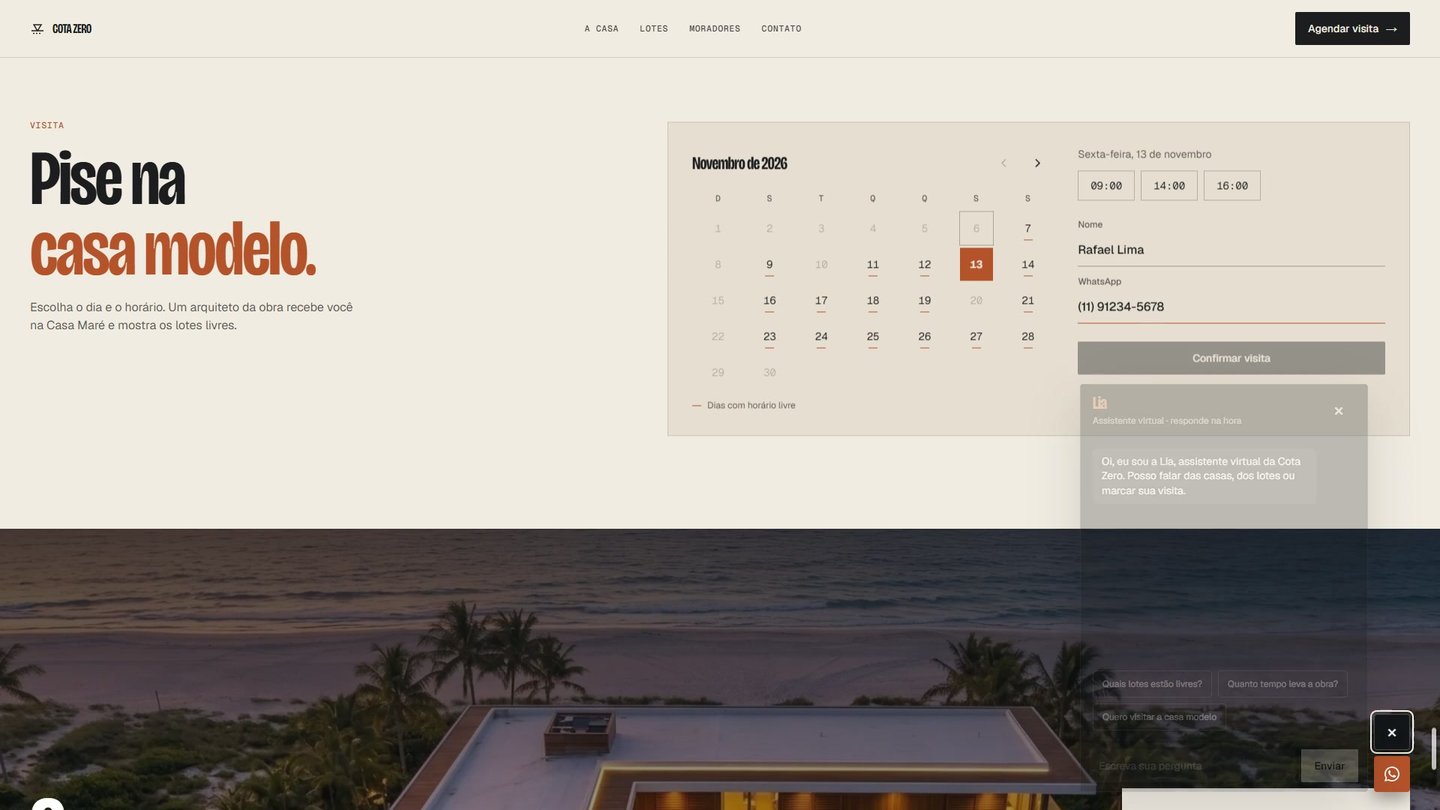 COTA ZERO
A CASA LOTES MORADORES CONTATO
Agendar visita →
VISITA
Pise na
casa modelo.
Escolha o dia e o horário. Um arquiteto da obra recebe você
na Casa Maré e mostra os lotes livres.
Novembro de 2026
D S T Q Q S S
1 2 3 4 5 6 7
8 9 10 11 12 13 14
15 16 17 18 19 20 21
22 23 24 25 26 27 28
29 30
Dias com horário livre
Sexta-feira, 13 de novembro
09:00 14:00 16:00
Nome
Rafael Lima
WhatsApp
(11) 91234-5678
Confirmar visita
Lia
Assistente virtual · responde na hora
Oi, eu sou a Lia, assistente virtual da Cota
Zero. Posso falar das casas, dos lotes ou
marcar sua visita.
Quais lotes estão livres? Quanto tempo leva a obra?
Quero visitar a casa modelo
Escreva sua pergunta
Enviar